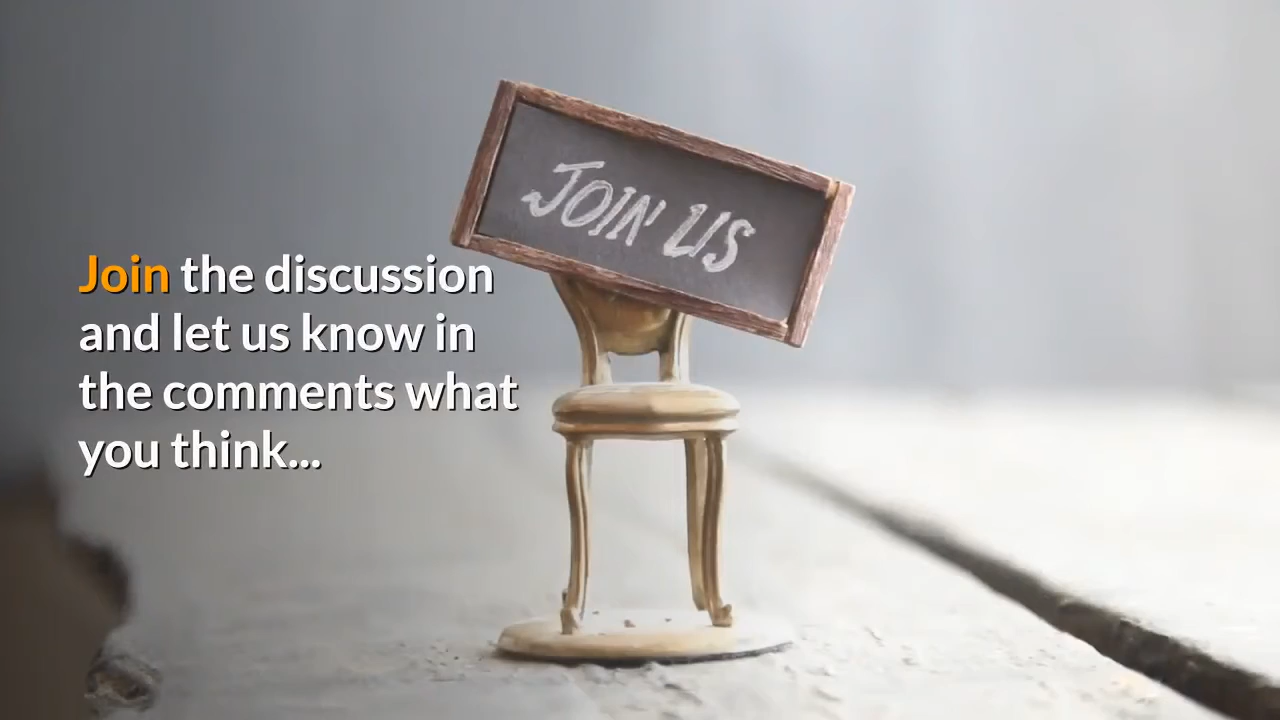 JOIN US
Join the discussion
and let us know in
the comments what
you think...